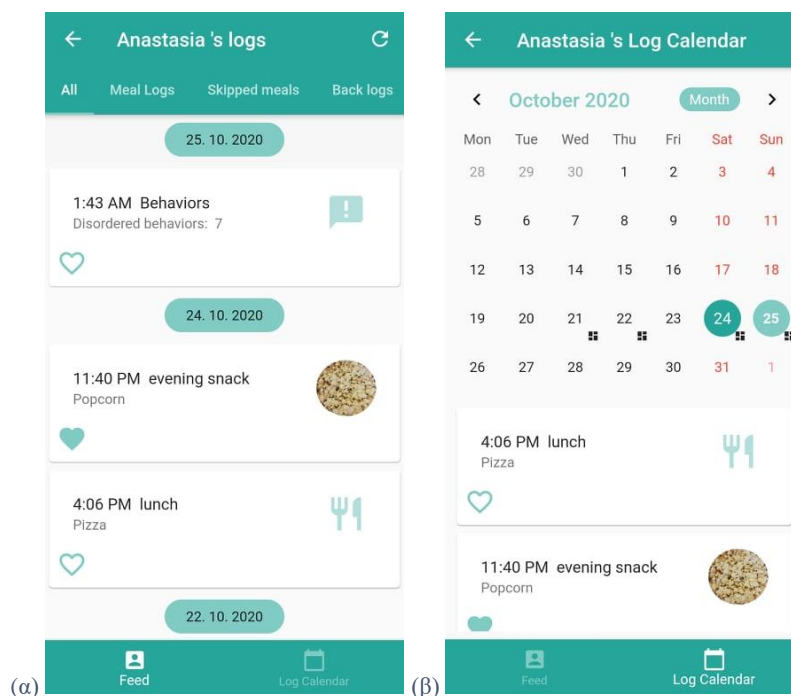 Anastasia 's logs
All Meal Logs Skipped meals Back logs
25. 10. 2020
1:43 AM Behaviors
Disordered behaviors: 7
24. 10. 2020
11:40 PM evening snack
Popcorn
4:06 PM lunch
Pizza
22. 10. 2020
Feed Log Calendar
(α)
Anastasia 's Log Calendar
October 2020 Month
Mon Tue Wed Thu Fri Sat Sun
28 29 30 1 2 3 4
5 6 7 8 9 10 11
12 13 14 15 16 17 18
19 20 21 22 23 24 25
26 27 28 29 30 31 1
4:06 PM lunch
Pizza
11:40 PM evening snack
Popcorn
Feed Log Calendar
(β)